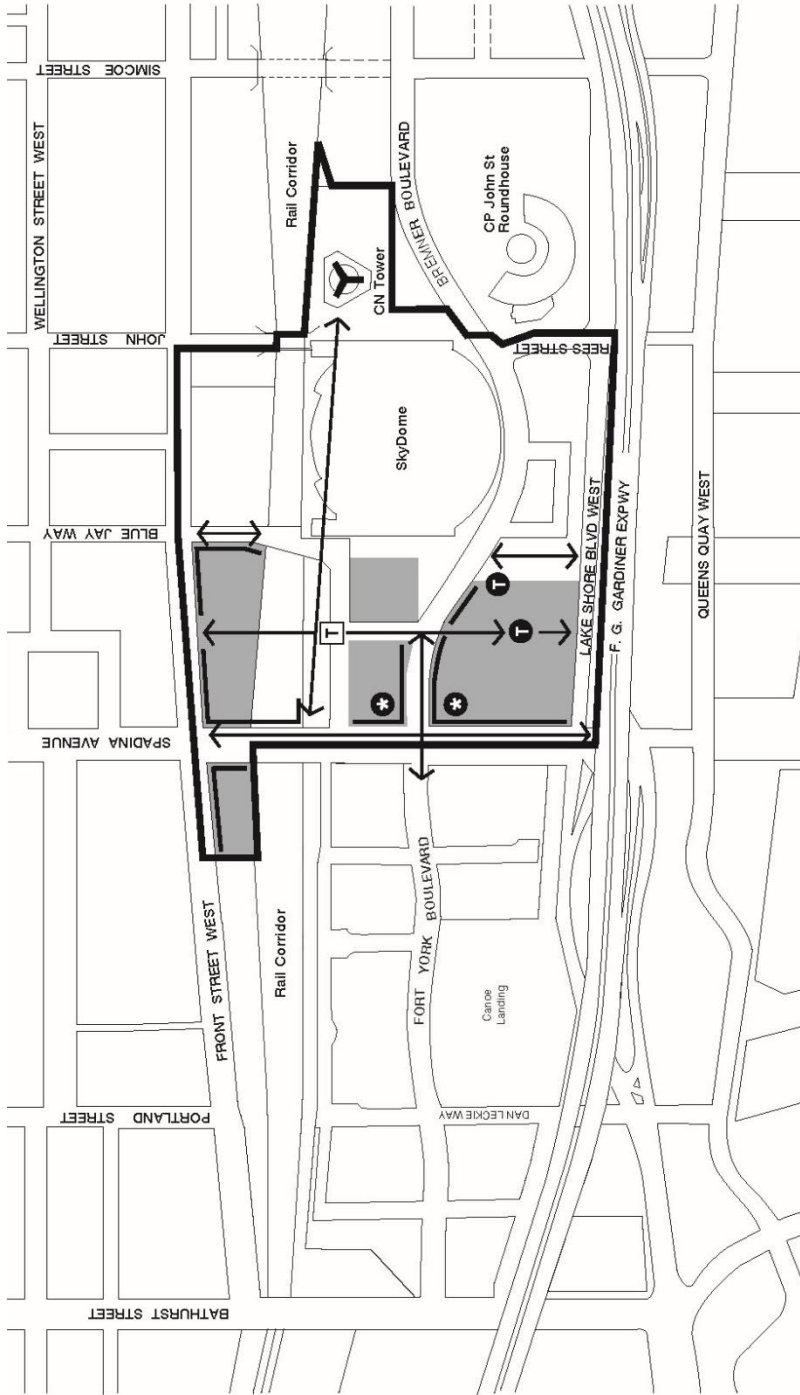 SIMCOE STREET
WELLINGTON STREET WEST
Rail Corridor
BREMNER BOULEVARD
CP John St
Roundhouse
CN Tower
JOHN STREET
REES STREET
SkyDome
BLUE JAY WAY
LAKE SHORE BLVD WEST
F. G. GARDINER EXPWY
QUEENS QUAY WEST
T
T
T
*
*
SPADINA AVENUE
FRONT STREET WEST
Rail Corridor
FORT YORK BOULEVARD
Canoe
Landing
PORTLAND STREET
DAN LECKIE WAY
BATHURST STREET